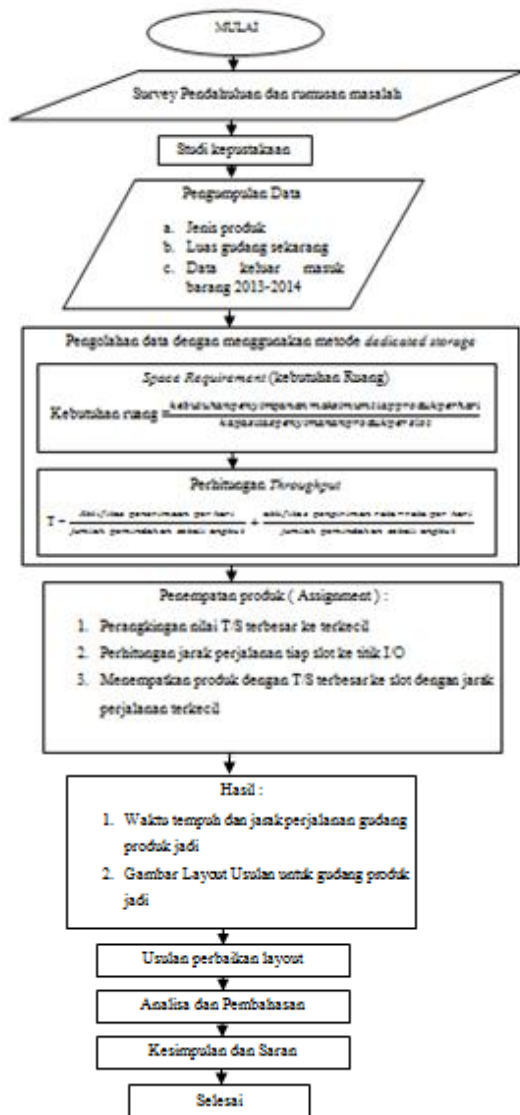 MULAI
Survey Pendahuluan dan rumusan masalah
Studi kepustakaan
Pengumpulan Data
a. Jenis produk
b. Luas gudang sekarang
c. Data keluar masuk
barang 2013-2014
Pengolahan data dengan menggunakan metode dedicated storage
Space Requirement (kebutuhan Ruang)
Kebutuhan ruang =
Perhitungan Throughput
T =
+
Penempatan produk ( Assignment ) :
1. Perangkingan nilai T/S terbesar ke terkecil
2. Perhitungan jarak perjalanan tiap slot ke titik I/O
3. Menempatkan produk dengan T/S terbesar ke slot dengan jarak
perjalanan terkecil
Hasil :
1. Waktu tempuh dan jarak perjalanan gudang
produk jadi
2. Gambar Layout Usulan untuk gudang produk
jadi
Usulan perbaikan layout
Analisa dan Pembahasan
Kesimpulan dan Saran
Selesai